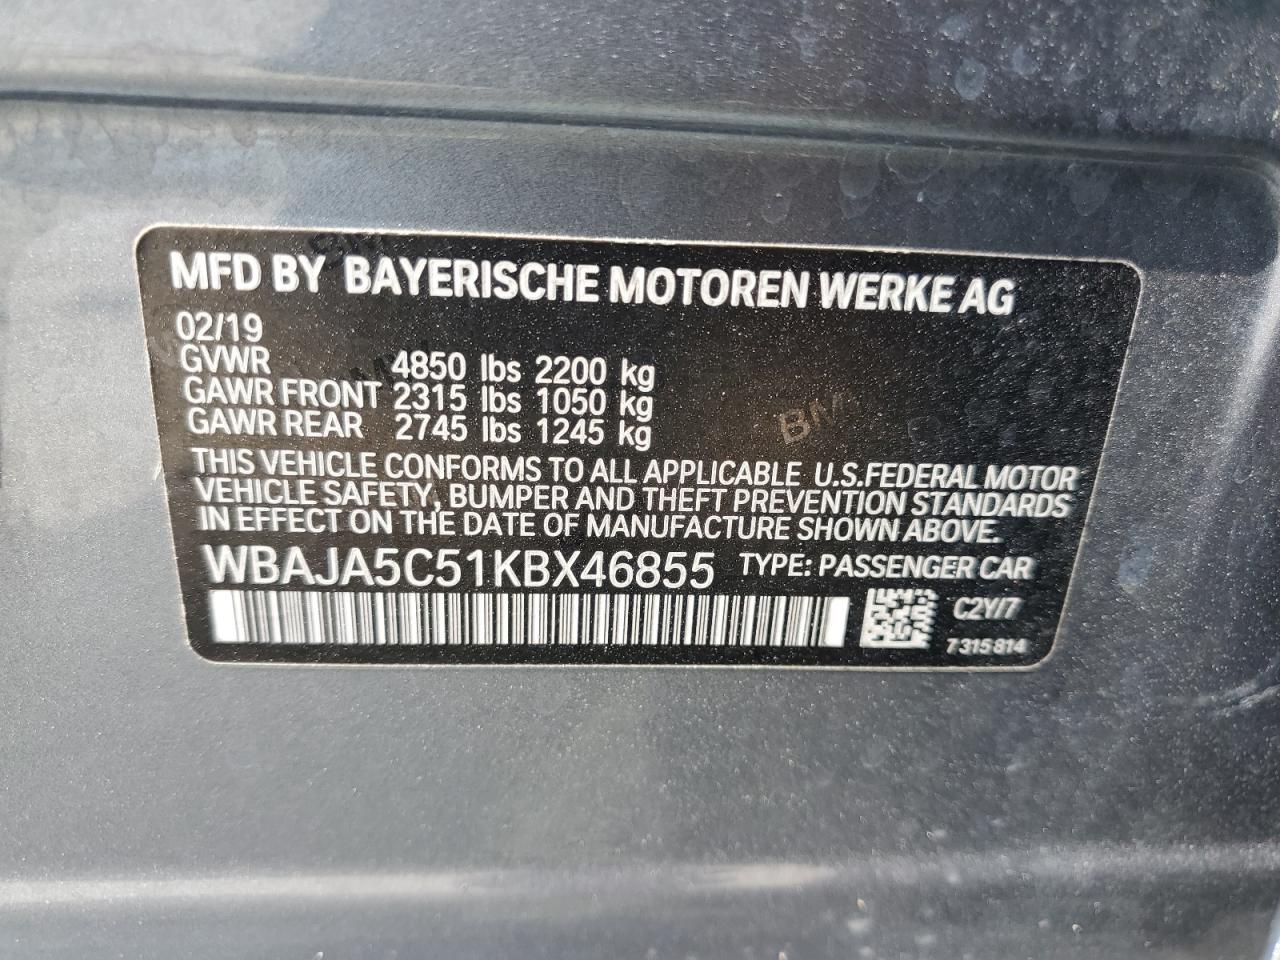 MFD BY BAYERISCHE MOTOREN WERKE AG
02/19
GVWR 4850 lbs 2200 kg
GAWR FRONT 2315 lbs 1050 kg
GAWR REAR 2745 lbs 1245 kg
BMW
THIS VEHICLE CONFORMS TO ALL APPLICABLE U.S.FEDERAL MOTOR
VEHICLE SAFETY, BUMPER AND THEFT PREVENTION STANDARDS
IN EFFECT ON THE DATE OF MANUFACTURE SHOWN ABOVE.
WBAJA5C51KBX46855 TYPE: PASSENGER CAR
C2Y/7
7 315 814